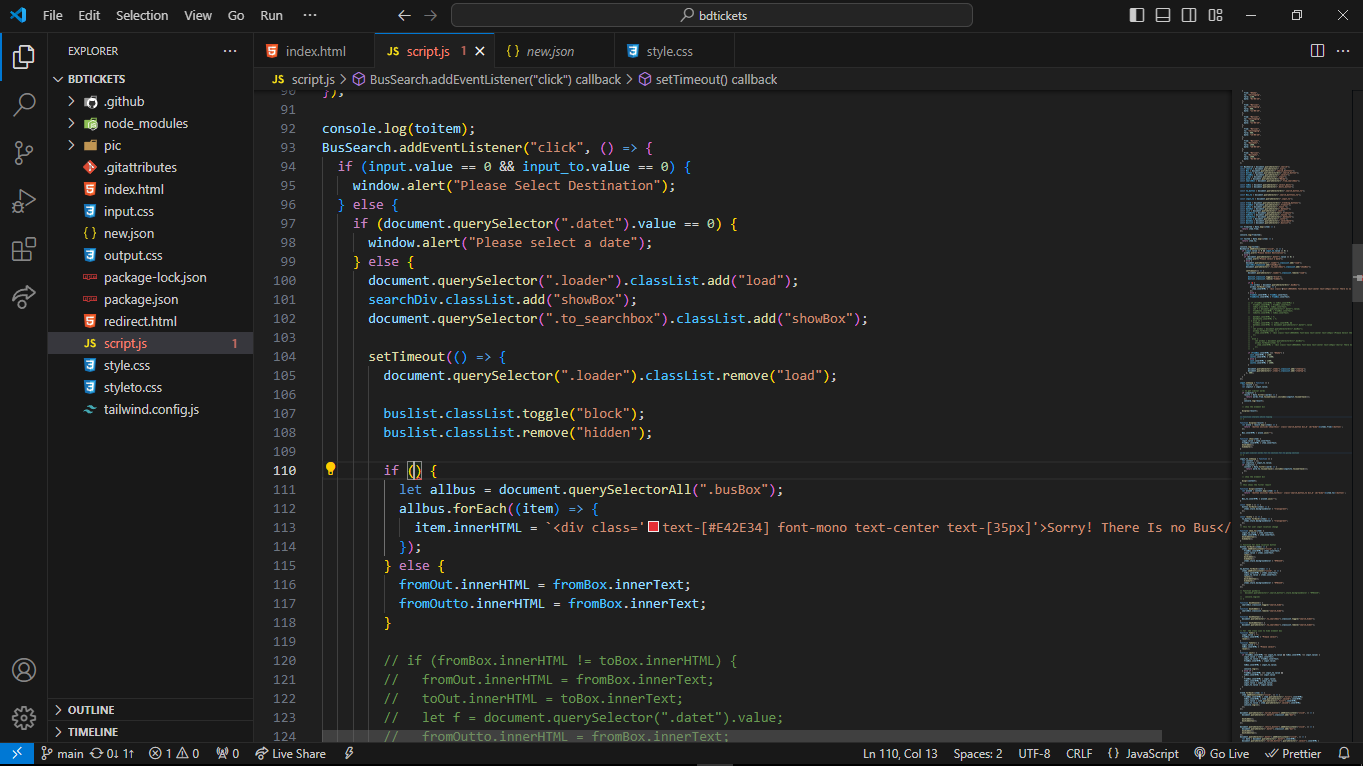 File Edit Selection View Go Run ··· bdtickets
EXPLORER ···
BDTICKETS
.github
node_modules
pic
.gitattributes
index.html
input.css
{ } new.json
output.css
package-lock.json
package.json
redirect.html
JS script.js 1
style.css
styleto.css
tailwind.config.js
OUTLINE
TIMELINE
index.html JS script.js 1 { } new.json style.css
JS script.js > BusSearch.addEventListener("click") callback > setTimeout() callback
90 });
91
92 console.log(toitem);
93 BusSearch.addEventListener("click", () => {
94 if (input.value == 0 && input_to.value == 0) {
95 window.alert("Please Select Destination");
96 } else {
97 if (document.querySelector(".datet").value == 0) {
98 window.alert("Please select a date");
99 } else {
100 document.querySelector(".loader").classList.add("load");
101 searchDiv.classList.add("showBox");
102 document.querySelector(".to_searchbox").classList.add("showBox");
103
104 setTimeout(() => {
105 document.querySelector(".loader").classList.remove("load");
106
107 buslist.classList.toggle("block");
108 buslist.classList.remove("hidden");
109
110 if () {
111 let allbus = document.querySelectorAll(".busBox");
112 allbus.forEach((item) => {
113 item.innerHTML = `<div class='text-[#E42E34] font-mono text-center text-[35px]'>Sorry! There Is no Bus</
114 });
115 } else {
116 fromOut.innerHTML = fromBox.innerText;
117 fromOutto.innerHTML = fromBox.innerText;
118 }
119
120 // if (fromBox.innerHTML != toBox.innerHTML) {
121 // fromOut.innerHTML = fromBox.innerText;
122 // toOut.innerHTML = toBox.innerText;
123 // let f = document.querySelector(".datet").value;
124 // fromOutto.innerHTML = fromBox.innerText;
main 0↓ 1↑ 1 0 0 Live Share Ln 110, Col 13 Spaces: 2 UTF-8 CRLF { } JavaScript Go Live Prettier